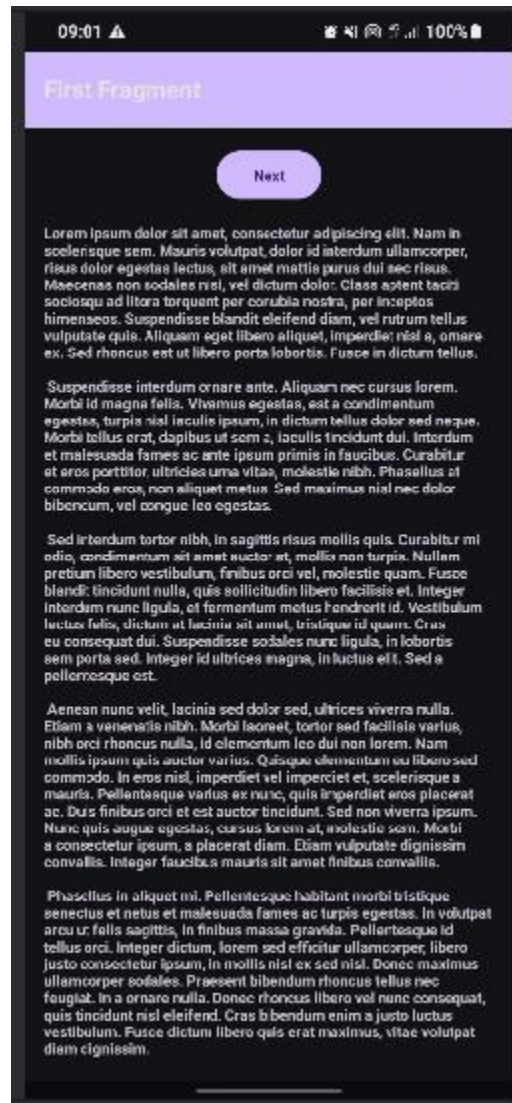 09:01
100%
First Fragment
Next
Lorem ipsum dolor sit amet, consectetur adipiscing elit. Nam in
scelerisque sem. Mauris volutpat, dolor id interdum ullamcorper,
risus dolor egestas lectus, sit amet mattis purus dui nec risus.
Maecenas non sodales nisi, vel dictum dolor. Class aptent taciti
sociosqu ad litora torquent per conubia nostra, per inceptos
himenaeos. Suspendisse blandit eleifend diam, vel rutrum tellus
vulputate quis. Aliquam eget libero aliquet, imperdiet nisl a, ornare
ex. Sed rhoncus est ut libero porta lobortis. Fusce in dictum tellus.
Suspendisse interdum ornare ante. Aliquam nec cursus lorem.
Morbi id magna felis. Vivamus egestas, est a condimentum
egestas, turpis nisl iaculis ipsum, in dictum tellus dolor sed neque.
Morbi tellus erat, dapibus ut sem a, iaculis tincidunt dui. Interdum
et malesuada fames ac ante ipsum primis in faucibus. Curabitur
et eros porttitor, ultricies urna vitae, molestie nibh. Phasellus at
commodo eros, non aliquet metus. Sed maximus nisl nec dolor
bibendum, vel congue leo egestas.
Sed interdum tortor nibh, in sagittis risus mollis quis. Curabitur mi
odio, condimentum sit amet auctor at, mollis non turpis. Nullam
pretium libero vestibulum, finibus orci vel, molestie quam. Fusce
blandit tincidunt nulla, quis sollicitudin libero facilisis et. Integer
interdum nunc ligula, et fermentum metus hendrerit id. Vestibulum
lectus felis, dictum at lacinia sit amet, tristique id quam. Cras
eu consequat dui. Suspendisse sodales nunc ligula, in lobortis
sem porta sed. Integer id ultrices magna, in luctus elit. Sed a
pellentesque est.
Aenean nunc velit, lacinia sed dolor sed, ultrices viverra nulla.
Etiam a venenatis nibh. Morbi laoreet, tortor sed facilisis varius,
nibh orci rhoncus nulla, id elementum leo dui non lorem. Nam
mollis ipsum quis auctor varius. Quisque elementum eu libero sed
commodo. In eros nisl, imperdiet vel imperdiet et, scelerisque a
mauris. Pellentesque varius ex nunc, quis imperdiet eros placerat
ac. Duis finibus orci et est auctor tincidunt. Sed non viverra ipsum.
Nunc quis augue egestas, cursus lorem at, molestie sem. Morbi
a consectetur ipsum, a placerat diam. Etiam vulputate dignissim
convallis. Integer faucibus mauris sit amet finibus convallis.
Phasellus in aliquet mi. Pellentesque habitant morbi tristique
senectus et netus et malesuada fames ac turpis egestas. In volutpat
arcu ut felis sagittis, in finibus massa gravida. Pellentesque id
tellus orci. Integer dictum, lorem sed efficitur ullamcorper, libero
justo consectetur ipsum, in mollis nisl ex sed nisl. Donec maximus
ullamcorper sodales. Praesent bibendum rhoncus tellus nec
feugiat. In a ornare nulla. Donec rhoncus libero vel nunc consequat,
quis tincidunt nisl eleifend. Cras bibendum enim a justo luctus
vestibulum. Fusce dictum libero quis erat maximus, vitae volutpat
diam dignissim.